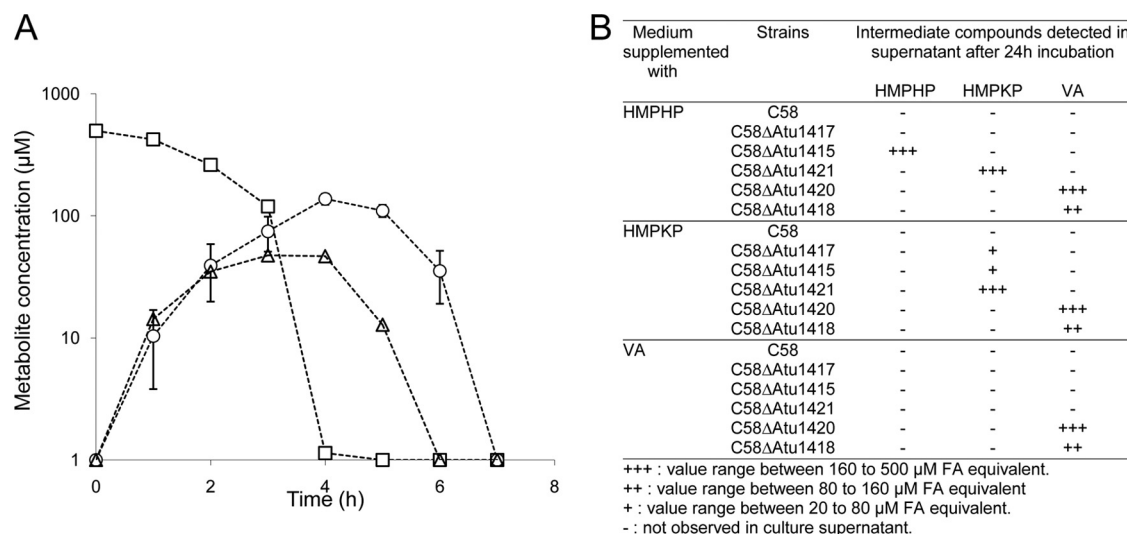 A
1000
100
10
1
0
2
4
6
8
Metabolite concentration (µM)
Time (h)
B
Medium supplemented with
Strains
Intermediate compounds detected in supernatant after 24h incubation
HMPHP HMPKP VA
HMPHP C58 - - -
C58ΔAtu1417 - - -
C58ΔAtu1415 +++ - -
C58ΔAtu1421 - +++ -
C58ΔAtu1420 - - +++
C58ΔAtu1418 - - ++
HMPKP C58 - - -
C58ΔAtu1417 - + -
C58ΔAtu1415 - + -
C58ΔAtu1421 - +++ -
C58ΔAtu1420 - - +++
C58ΔAtu1418 - - ++
VA C58 - - -
C58ΔAtu1417 - - -
C58ΔAtu1415 - - -
C58ΔAtu1421 - - -
C58ΔAtu1420 - - +++
C58ΔAtu1418 - - ++
+++ : value range between 160 to 500 µM FA equivalent.
++ : value range between 80 to 160 µM FA equivalent
+ : value range between 20 to 80 µM FA equivalent.
- : not observed in culture supernatant.